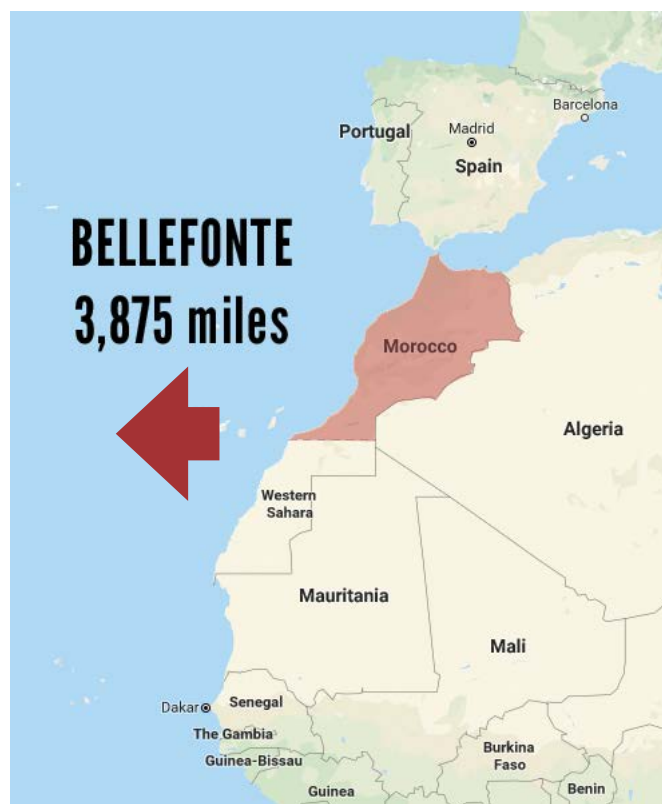 Barcelona
Portugal
Madrid
Spain
BELLEFONTE
3,875 miles
Morocco
Algeria
Western
Sahara
Mauritania
Mali
Dakar
Senegal
The Gambia
Guinea-Bissau
Burkina
Faso
Guinea
Benin